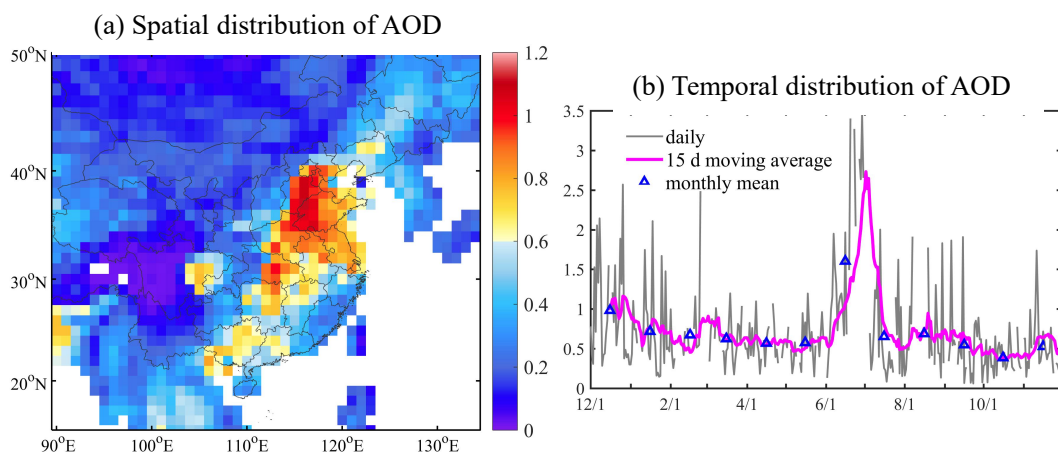 (a) Spatial distribution of AOD
50°N
40°N
30°N
20°N
90°E
100°E
110°E
120°E
130°E
1.2
1
0.8
0.6
0.4
0.2
0
(b) Temporal distribution of AOD
3.5
3
2.5
2
1.5
1
0.5
0
daily
15 d moving average
monthly mean
12/1
2/1
4/1
6/1
8/1
10/1